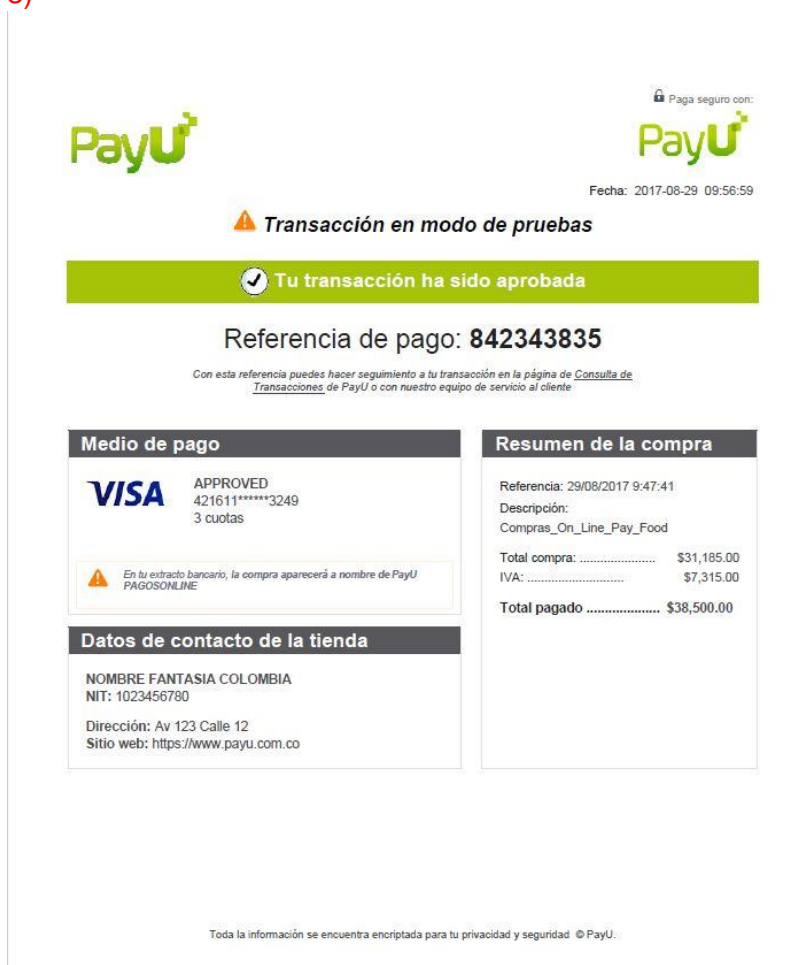 Paga seguro con:
PayU
PayU
Fecha: 2017-08-29 09:56:59
Transacción en modo de pruebas
Tu transacción ha sido aprobada
Referencia de pago: 842343835
Con esta referencia puedes hacer seguimiento a tu transacción en la página de Consulta de
Transacciones de PayU o con nuestro equipo de servicio al cliente
Medio de pago
VISA
APPROVED
421611******3249
3 cuotas
En tu extracto bancario, la compra aparecerá a nombre de PayU
PAGOSONLINE
Resumen de la compra
Referencia: 29/08/2017 9:47:41
Descripción:
Compras_On_Line_Pay_Food
Total compra: ...................... $31,185.00
IVA: ............................ $7,315.00
Total pagado .................... $38,500.00
Datos de contacto de la tienda
NOMBRE FANTASIA COLOMBIA
NIT: 1023456780
Dirección: Av 123 Calle 12
Sitio web: https://www.payu.com.co
Toda la información se encuentra encriptada para tu privacidad y seguridad © PayU.